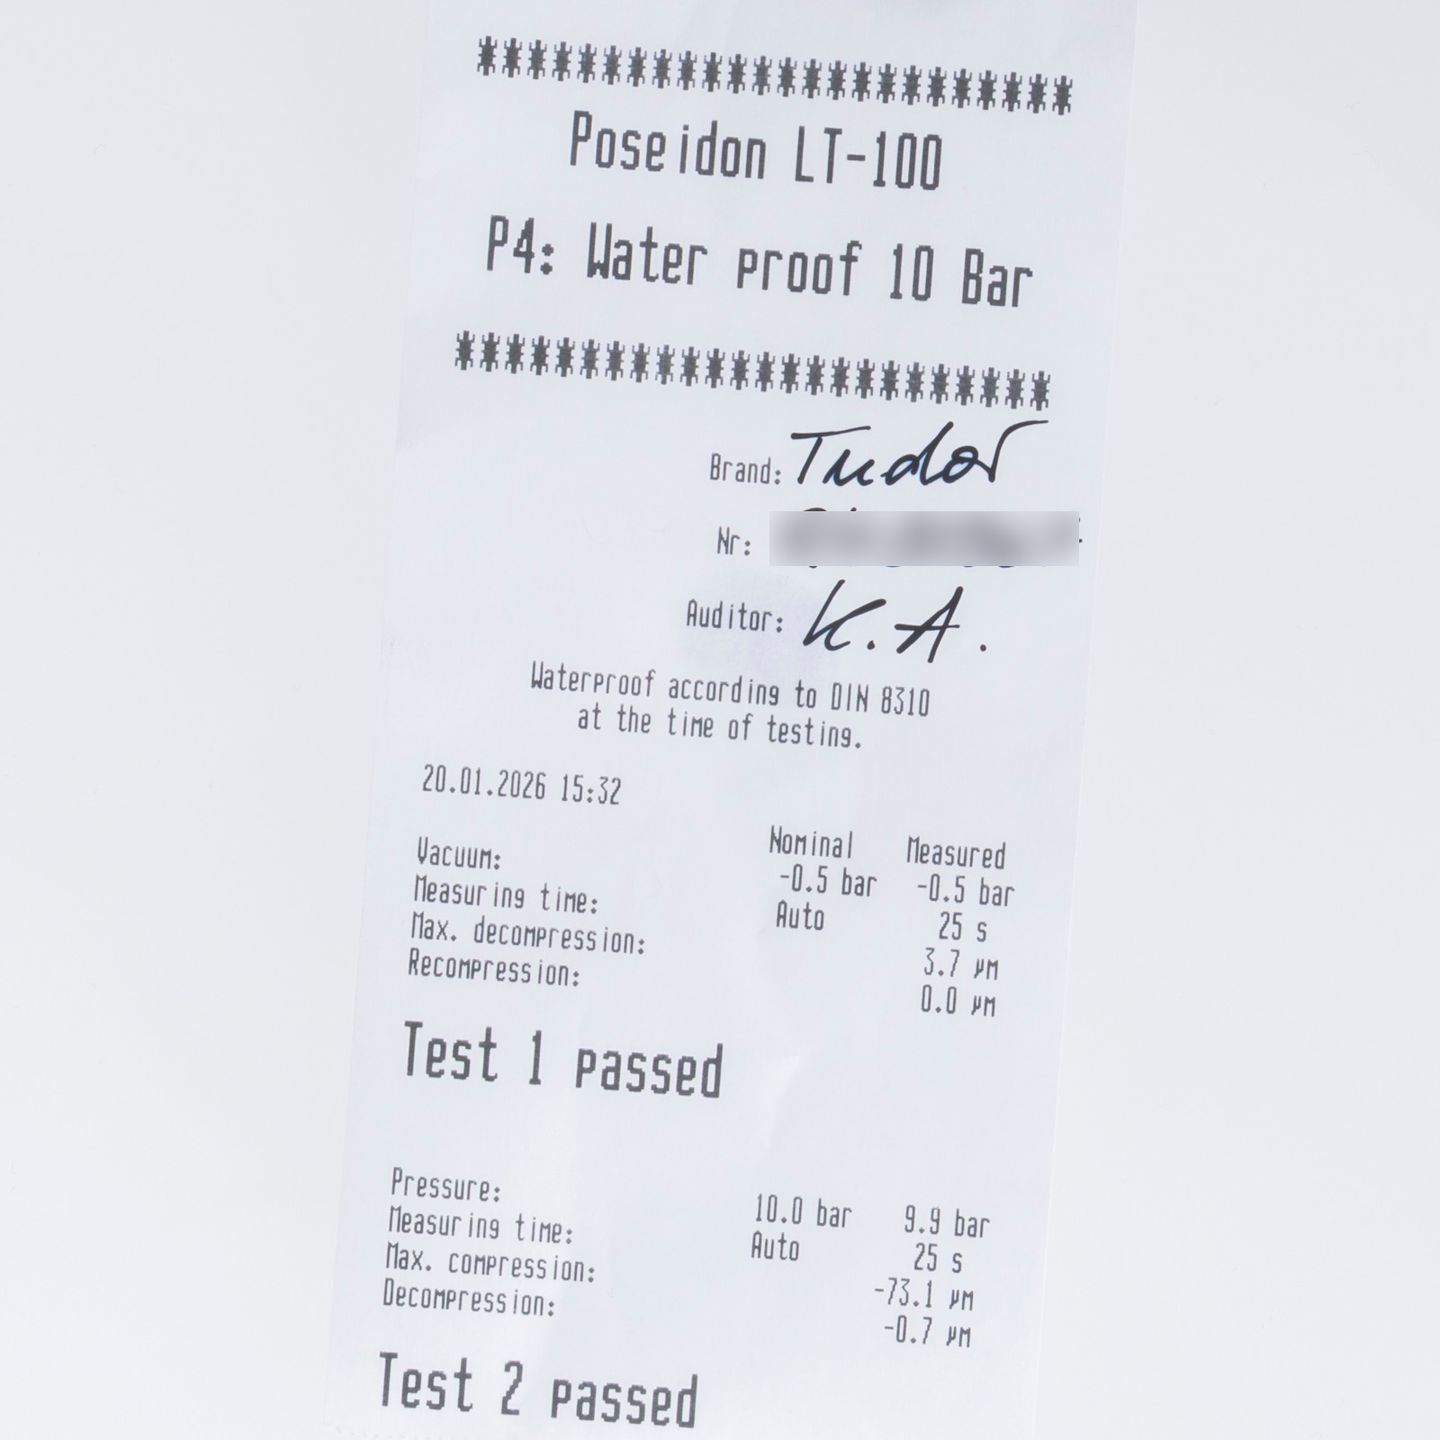 ************************
Poseidon LT-100
P4: Water proof 10 Bar
************************
Brand: Tudor
Nr:
Auditor: K.A.
Waterproof according to DIN 8310
at the time of testing.
20.01.2026 15:32
Nominal Measured
Vacuum: -0.5 bar -0.5 bar
Measuring time: Auto 25 s
Max. decompression: 3.7 µm
Recompression: 0.0 µm
Test 1 passed
Pressure: 10.0 bar 9.9 bar
Measuring time: Auto 25 s
Max. compression: -73.1 µm
Decompression: -0.7 µm
Test 2 passed